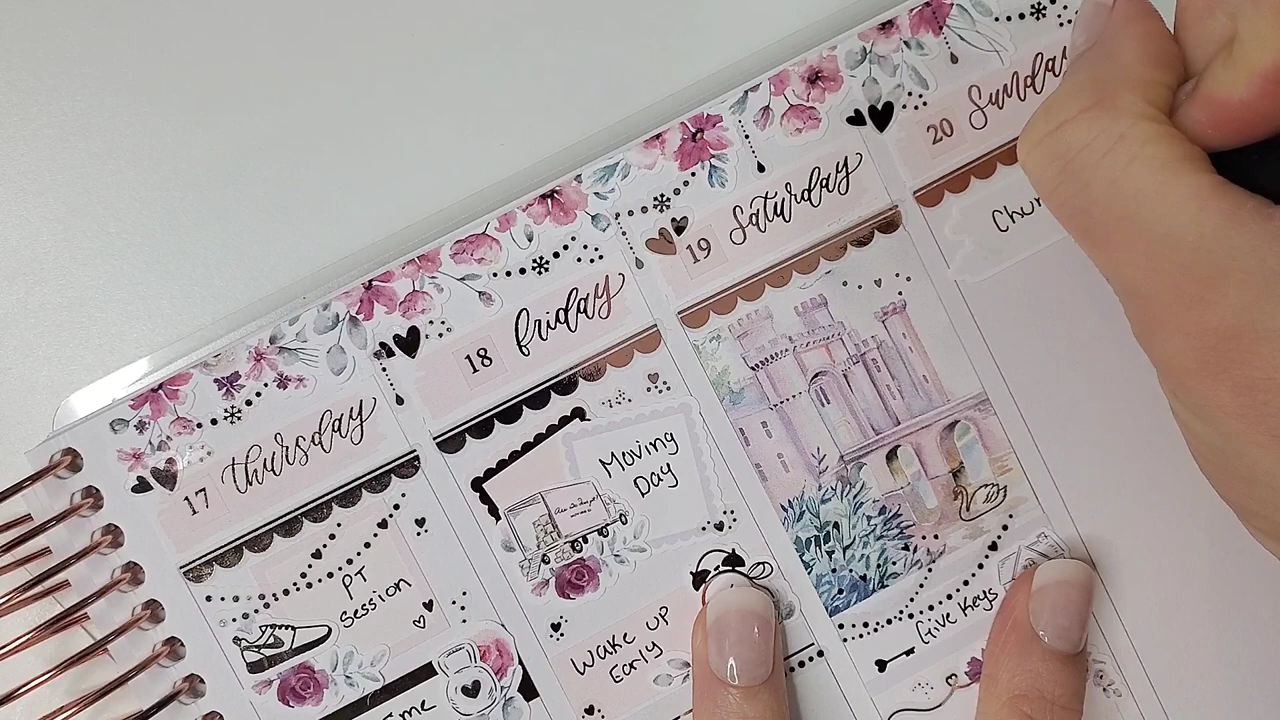 17 thursday
PT
Session
18 friday
Moving
Day
Wake up
Early
19 Saturday
Give Keys
20 Sunday